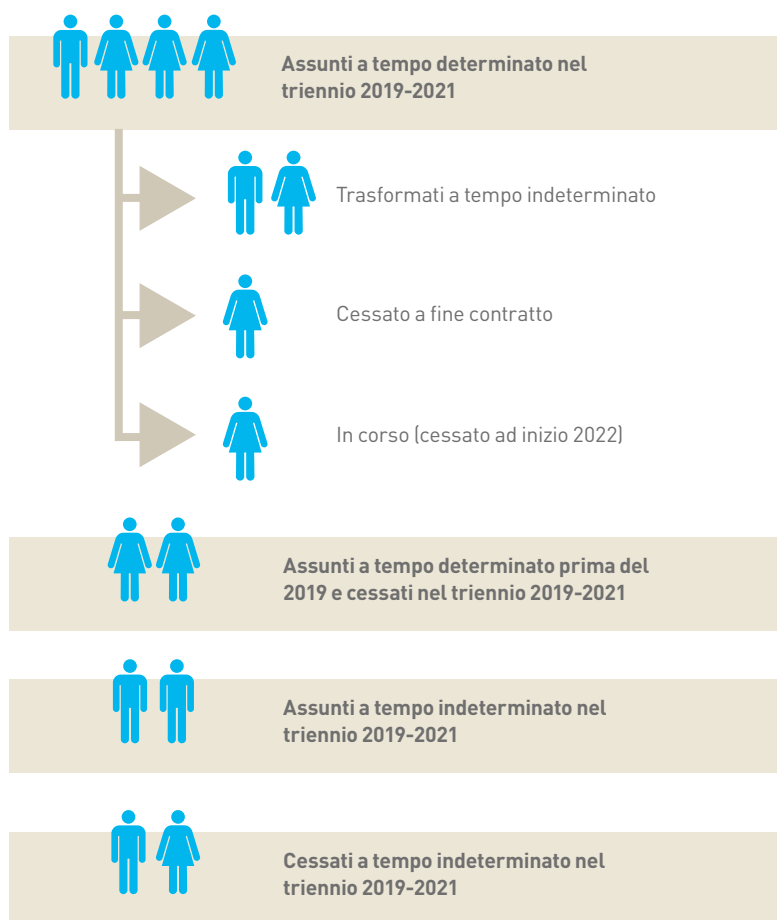 Assunti a tempo determinato nel
triennio 2019-2021
Trasformati a tempo indeterminato
Cessato a fine contratto
In corso (cessato ad inizio 2022)
Assunti a tempo determinato prima del
2019 e cessati nel triennio 2019-2021
Assunti a tempo indeterminato nel
triennio 2019-2021
Cessati a tempo indeterminato nel
triennio 2019-2021